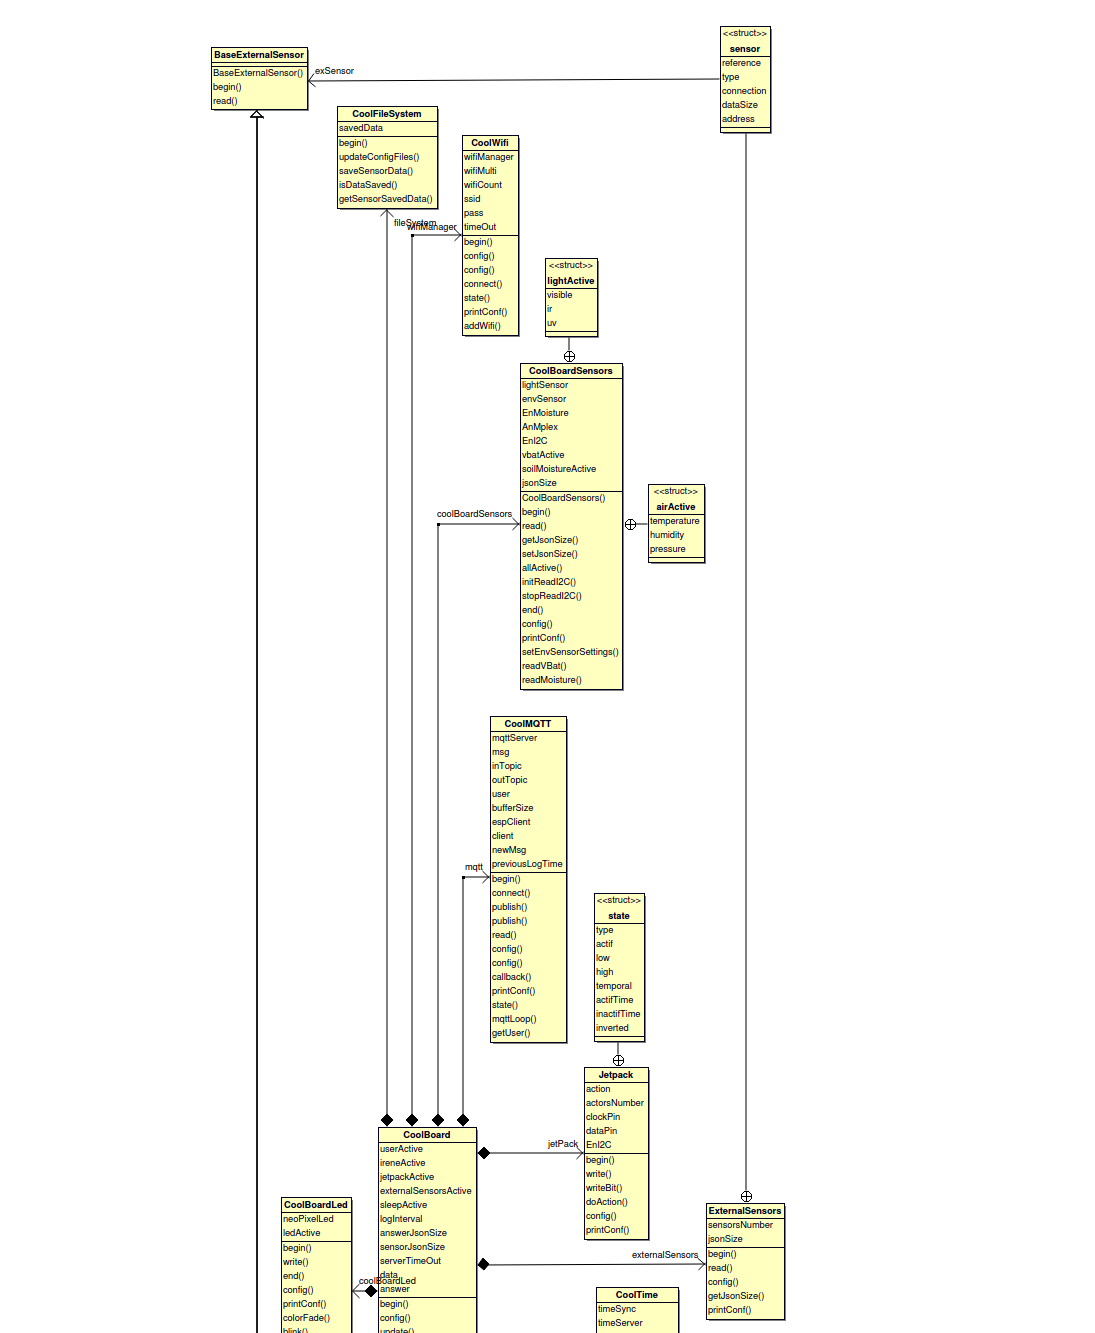 <<struct>>
sensor
reference
type
connection
dataSize
address
BaseExternalSensor
BaseExternalSensor()
begin()
read()
exSensor
CoolFileSystem
savedData
begin()
updateConfigFiles()
saveSensorData()
isDataSaved()
getSensorSavedData()
fileSystem
CoolWifi
wifiManager
wifiMulti
wifiCount
ssid
pass
timeOut
begin()
config()
config()
connect()
state()
printConf()
addWifi()
wifiManager
<<struct>>
lightActive
visible
ir
uv
CoolBoardSensors
lightSensor
envSensor
EnMoisture
AnMplex
EnI2C
vbatActive
soilMoistureActive
jsonSize
CoolBoardSensors()
begin()
read()
getJsonSize()
setJsonSize()
allActive()
initReadI2C()
stopReadI2C()
end()
config()
printConf()
setEnvSensorSettings()
readVBat()
readMoisture()
coolBoardSensors
<<struct>>
airActive
temperature
humidity
pressure
CoolMQTT
mqttServer
msg
inTopic
outTopic
user
bufferSize
espClient
client
newMsg
previousLogTime
begin()
connect()
publish()
publish()
read()
config()
config()
callback()
printConf()
state()
mqttLoop()
getUser()
mqtt
<<struct>>
state
type
actif
low
high
temporal
actifTime
inactifTime
inverted
Jetpack
action
actorsNumber
clockPin
dataPin
EnI2C
begin()
write()
writeBit()
doAction()
config()
printConf()
jetPack
CoolBoard
userActive
ireneActive
jetpackActive
externalSensorsActive
sleepActive
logInterval
answerJsonSize
sensorJsonSize
serverTimeOut
data
answer
begin()
config()
update()
CoolBoardLed
neoPixelLed
ledActive
begin()
write()
end()
config()
printConf()
colorFade()
blink()
coolBoardLed
externalSensors
ExternalSensors
sensorsNumber
jsonSize
begin()
read()
config()
getJsonSize()
printConf()
CoolTime
timeSync
timeServer